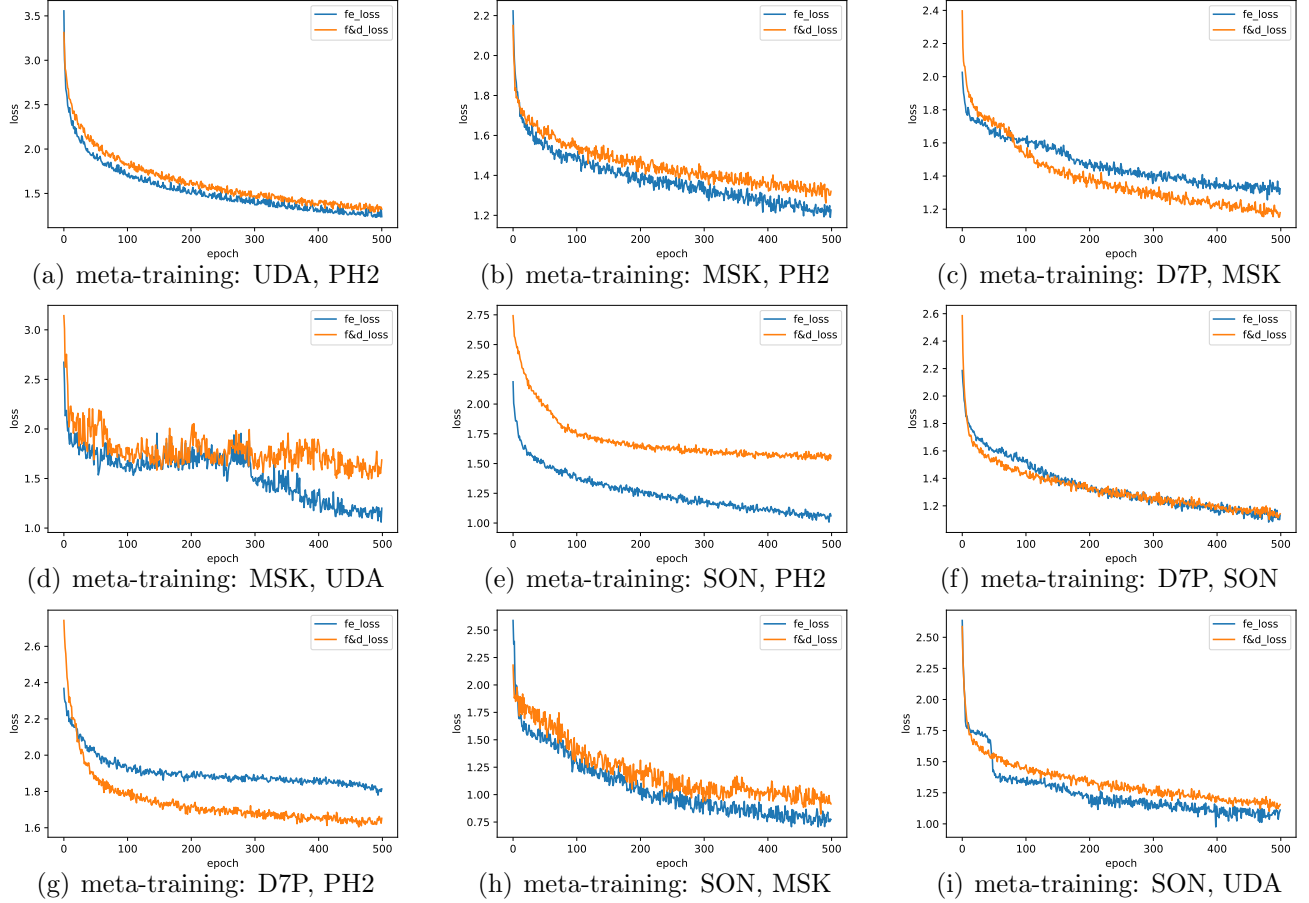 3.5
3.0
2.5
2.0
1.5
loss
0 100 200 300 400 500
epoch
fe_loss
f&d_loss
(a) meta-training: UDA, PH2
2.2
2.0
1.8
1.6
1.4
1.2
loss
0 100 200 300 400 500
epoch
fe_loss
f&d_loss
(b) meta-training: MSK, PH2
2.4
2.2
2.0
1.8
1.6
1.4
1.2
loss
0 100 200 300 400 500
epoch
fe_loss
f&d_loss
(c) meta-training: D7P, MSK
3.0
2.5
2.0
1.5
1.0
loss
0 100 200 300 400 500
epoch
fe_loss
f&d_loss
(d) meta-training: MSK, UDA
2.75
2.50
2.25
2.00
1.75
1.50
1.25
1.00
loss
0 100 200 300 400 500
epoch
fe_loss
f&d_loss
(e) meta-training: SON, PH2
2.6
2.4
2.2
2.0
1.8
1.6
1.4
1.2
loss
0 100 200 300 400 500
epoch
fe_loss
f&d_loss
(f) meta-training: D7P, SON
2.6
2.4
2.2
2.0
1.8
1.6
loss
0 100 200 300 400 500
epoch
fe_loss
f&d_loss
(g) meta-training: D7P, PH2
2.50
2.25
2.00
1.75
1.50
1.25
1.00
0.75
loss
0 100 200 300 400 500
epoch
fe_loss
f&d_loss
(h) meta-training: SON, MSK
2.50
2.25
2.00
1.75
1.50
1.25
1.00
loss
0 100 200 300 400 500
epoch
fe_loss
f&d_loss
(i) meta-training: SON, UDA